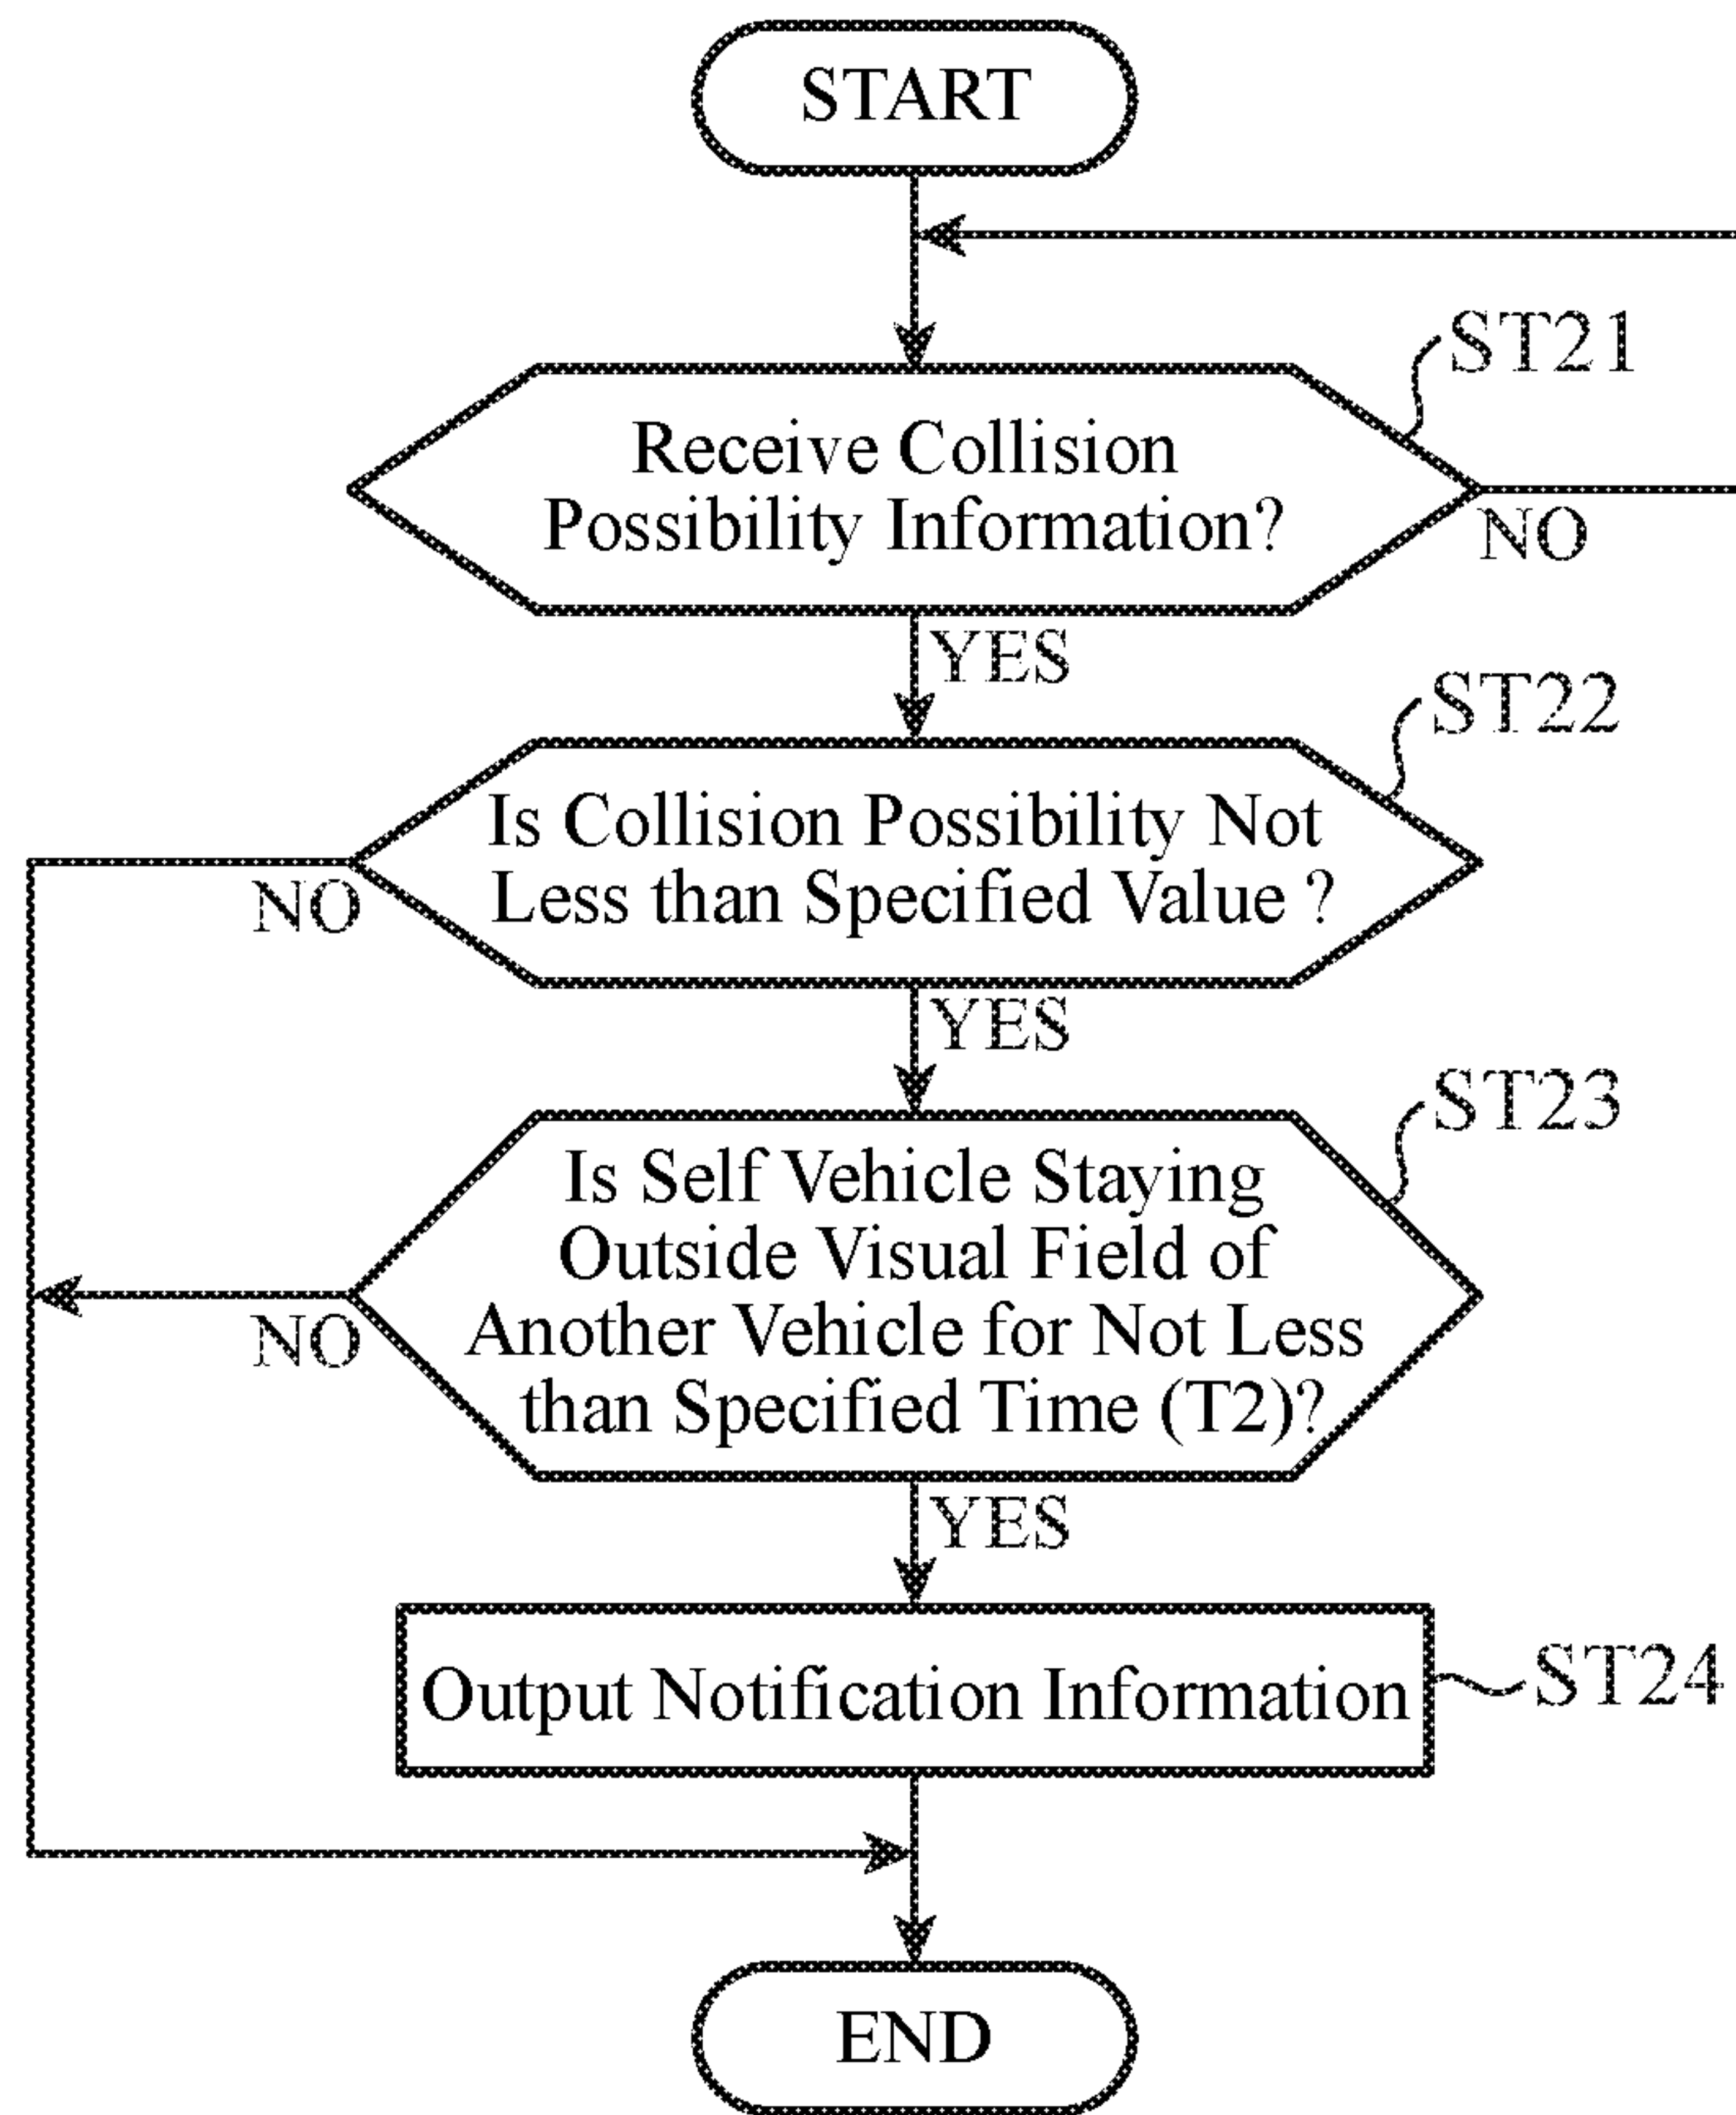 START
ST21
Receive Collision
Possibility Information?
NO
YES
ST22
Is Collision Possibility Not
Less than Specified Value ?
NO
YES
ST23
Is Self Vehicle Staying
Outside Visual Field of
Another Vehicle for Not Less
than Specified Time (T2)?
NO
YES
Output Notification Information
ST24
END